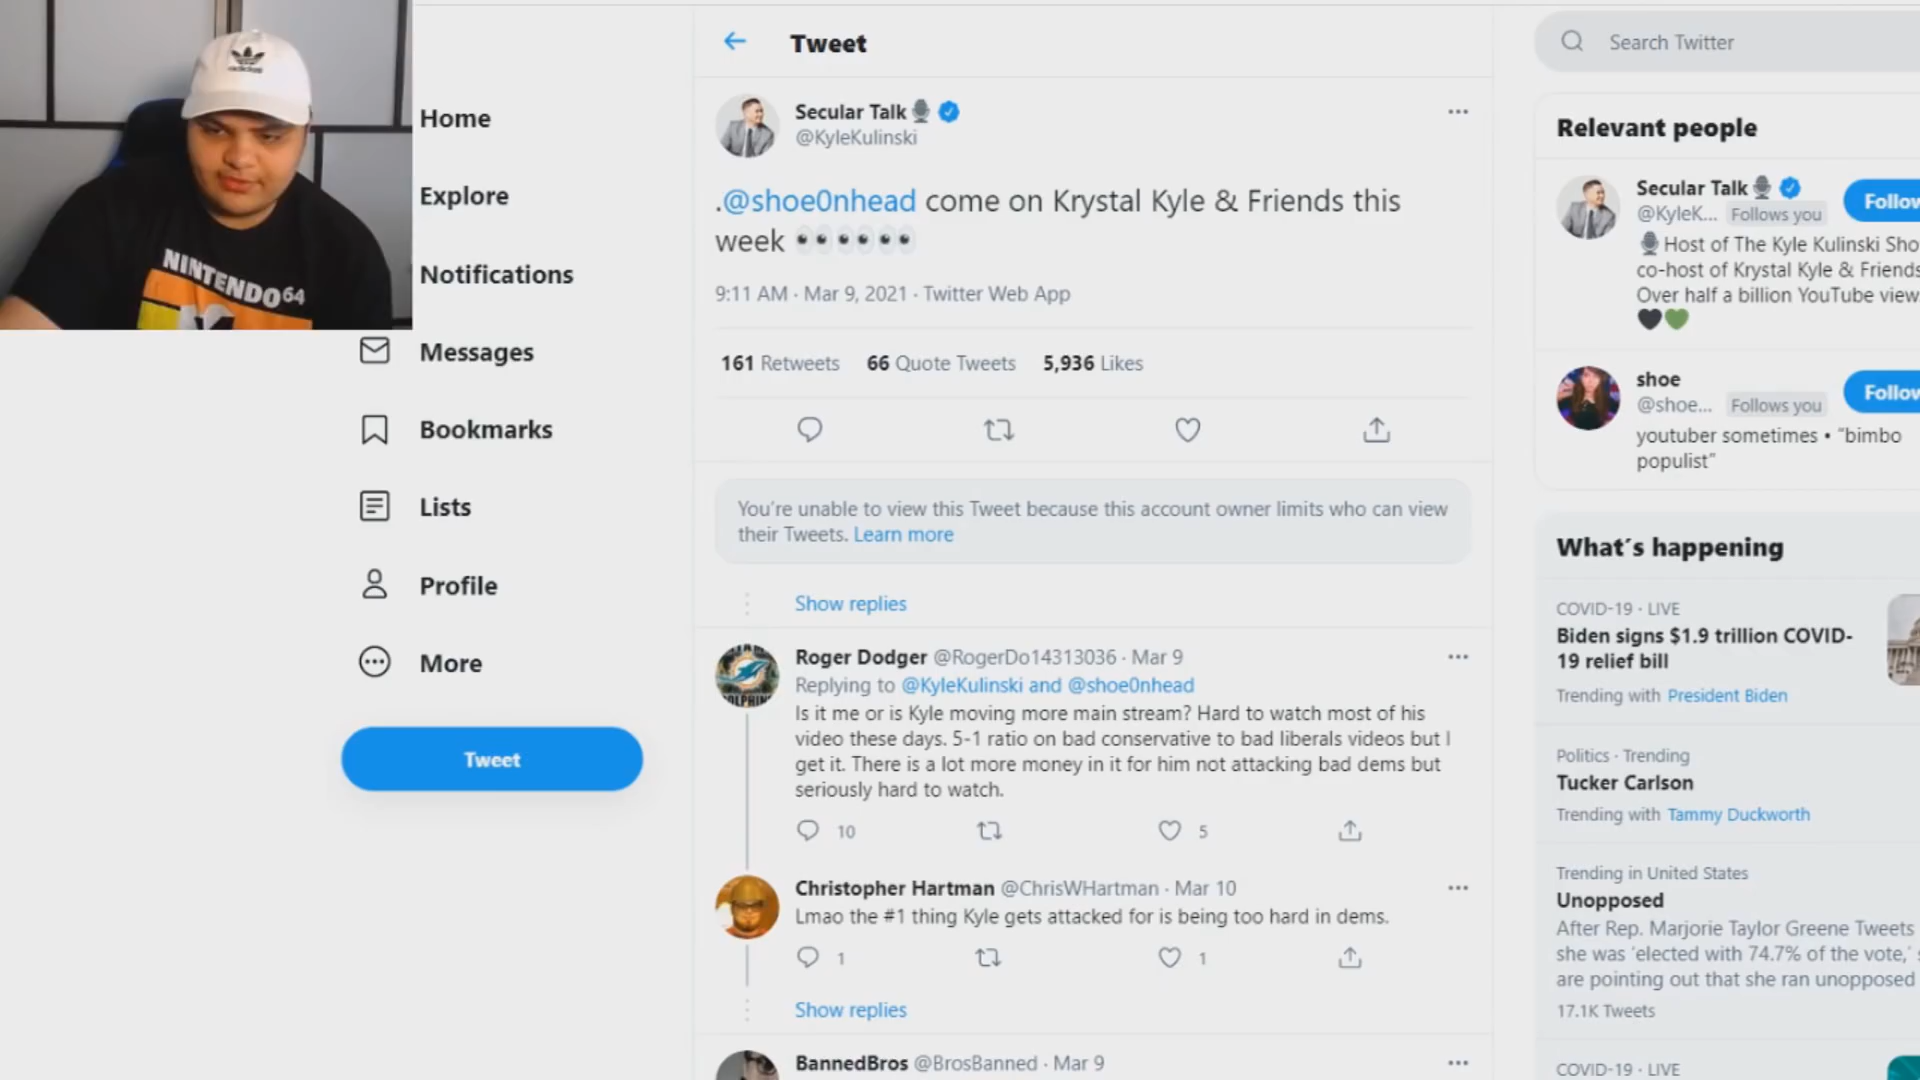 adidas
NINTENDO 64
Home
Explore
Notifications
Messages
Bookmarks
Lists
Profile
More
Tweet
Tweet
Secular Talk
@KyleKulinski
.@shoe0nhead come on Krystal Kyle & Friends this
week
9:11 AM · Mar 9, 2021 · Twitter Web App
161 Retweets 66 Quote Tweets 5,936 Likes
You're unable to view this Tweet because this account owner limits who can view
their Tweets. Learn more
Show replies
Roger Dodger @RogerDo14313036 · Mar 9
Replying to @KyleKulinski and @shoe0nhead
Is it me or is Kyle moving more main stream? Hard to watch most of his
video these days. 5-1 ratio on bad conservative to bad liberals videos but I
get it. There is a lot more money in it for him not attacking bad dems but
seriously hard to watch.
10 5
Christopher Hartman @ChrisWHartman · Mar 10
Lmao the #1 thing Kyle gets attacked for is being too hard in dems.
1 1
Show replies
BannedBros @BrosBanned · Mar 9
Search Twitter
Relevant people
Secular Talk
@KyleK... Follows you
Follow
Host of The Kyle Kulinski Sho
co-host of Krystal Kyle & Friends
Over half a billion YouTube view
shoe
@shoe... Follows you
Follow
youtuber sometimes • "bimbo
populist"
What's happening
COVID-19 · LIVE
Biden signs $1.9 trillion COVID-
19 relief bill
Trending with President Biden
Politics · Trending
Tucker Carlson
Trending with Tammy Duckworth
Trending in United States
Unopposed
After Rep. Marjorie Taylor Greene Tweets
she was 'elected with 74.7% of the vote,'
are pointing out that she ran unopposed
17.1K Tweets
COVID-19 · LIVE